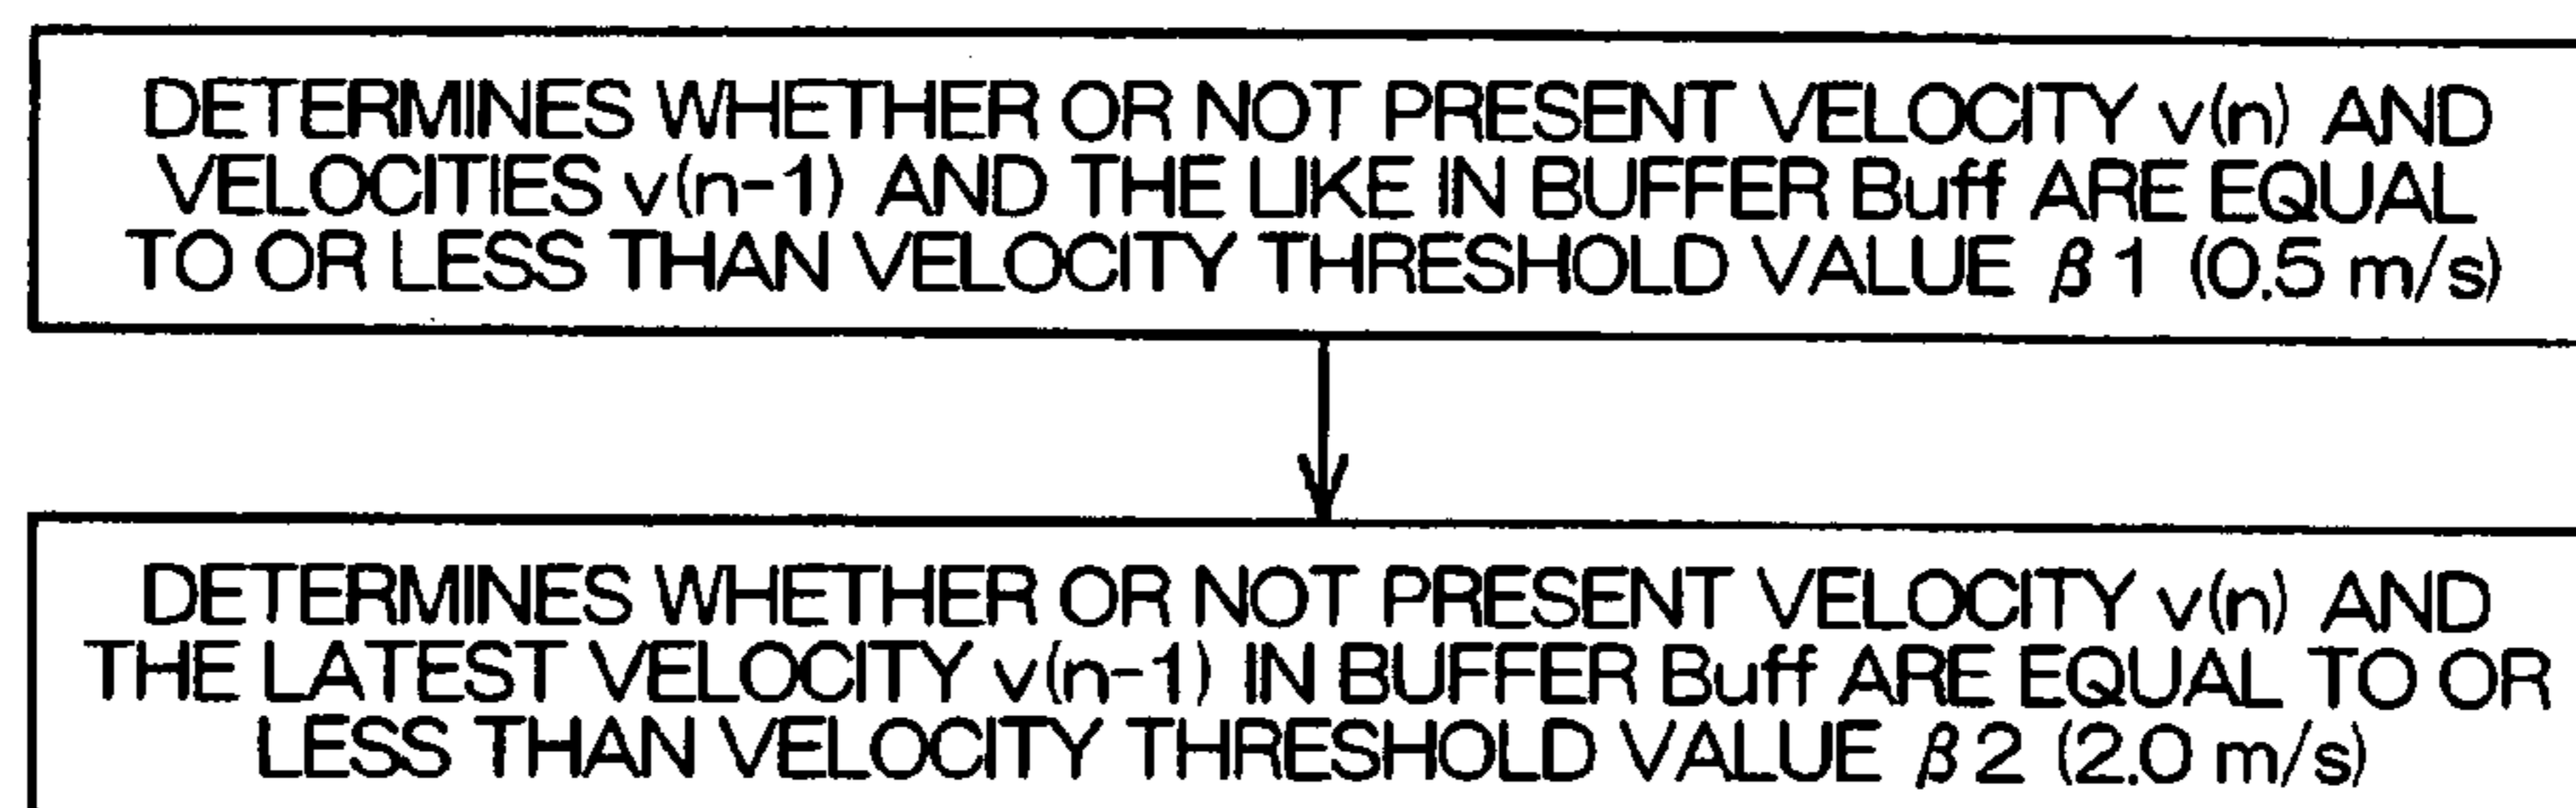 DETERMINES WHETHER OR NOT PRESENT VELOCITY v(n) AND
VELOCITIES v(n-1) AND THE LIKE IN BUFFER Buff ARE EQUAL
TO OR LESS THAN VELOCITY THRESHOLD VALUE β1 (0.5 m/s)
DETERMINES WHETHER OR NOT PRESENT VELOCITY v(n) AND
THE LATEST VELOCITY v(n-1) IN BUFFER Buff ARE EQUAL TO OR
LESS THAN VELOCITY THRESHOLD VALUE β2 (2.0 m/s)